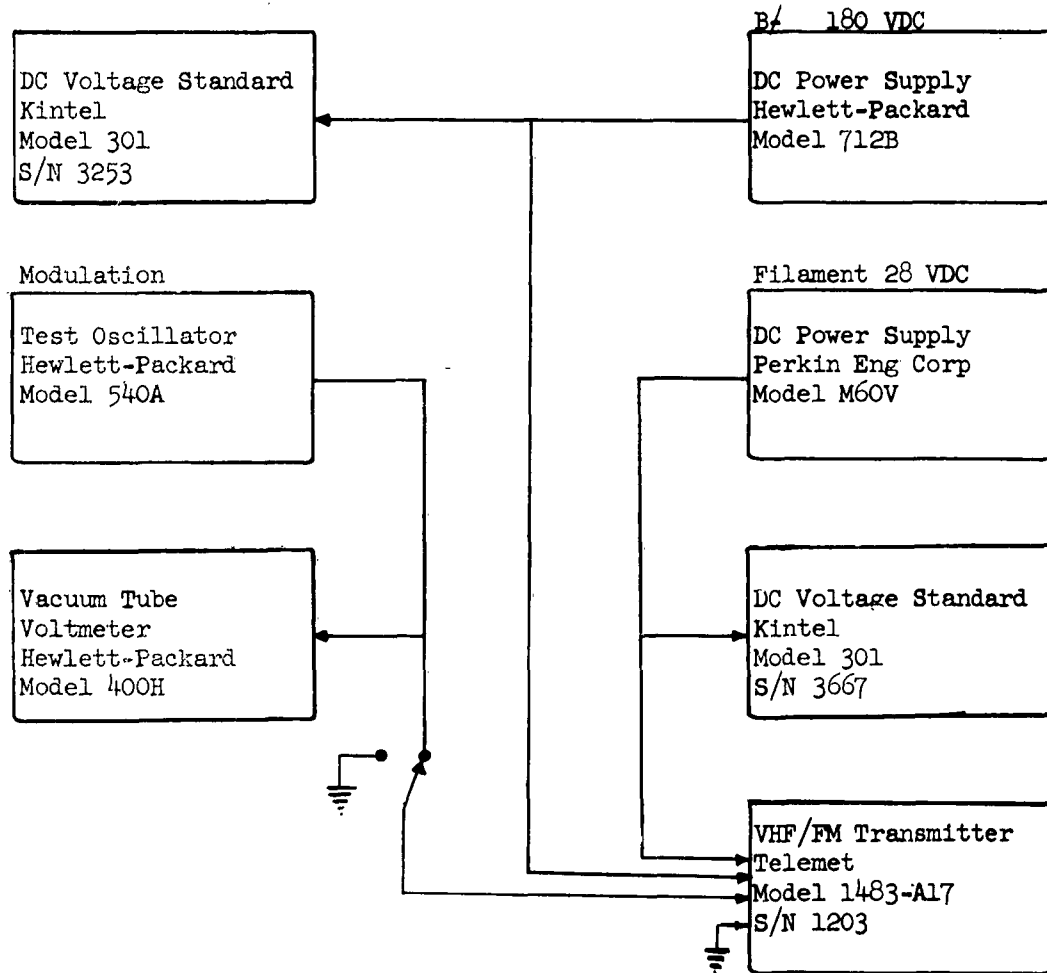 DC Voltage Standard
Kintel
Model 301
S/N 3253
B≠ 180 VDC
DC Power Supply
Hewlett-Packard
Model 712B
Modulation
Test Oscillator
Hewlett-Packard
Model 540A
Filament 28 VDC
DC Power Supply
Perkin Eng Corp
Model M60V
Vacuum Tube
Voltmeter
Hewlett-Packard
Model 400H
DC Voltage Standard
Kintel
Model 301
S/N 3667
VHF/FM Transmitter
Telemet
Model 1483-A17
S/N 1203